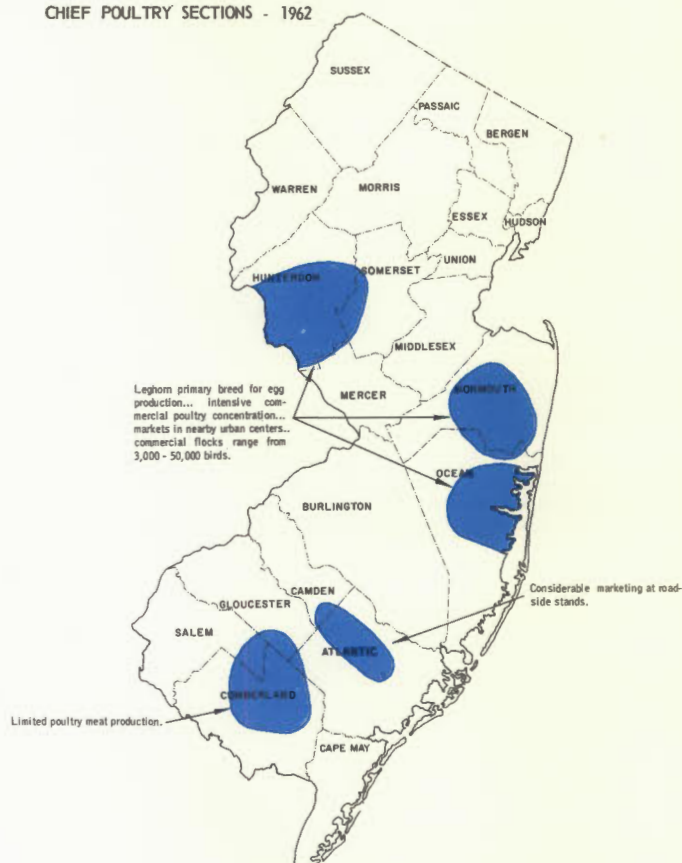 CHIEF POULTRY SECTIONS - 1962
SUSSEX
PASSAIC
BERGEN
WARREN
MORRIS
ESSEX
HUDSON
UNION
HUNTERDON
SOMERSET
MIDDLESEX
MERCER
MONMOUTH
Leghorn primary breed for egg
production... intensive com-
mercial poultry concentration...
markets in nearby urban centers..
commercial flocks range from
3,000 - 50,000 birds.
OCEAN
BURLINGTON
CAMDEN
GLOUCESTER
Considerable marketing at road-
side stands.
SALEM
ATLANTIC
CUMBERLAND
Limited poultry meat production.
CAPE MAY